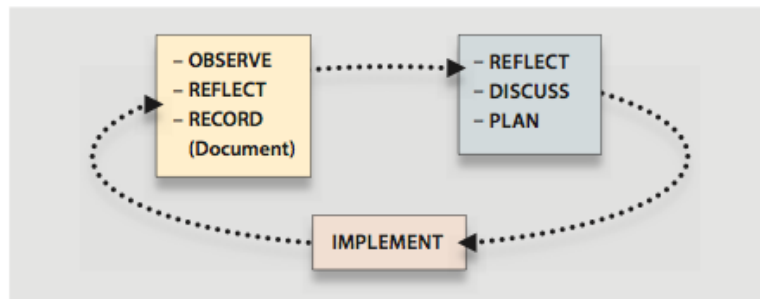 – OBSERVE
– REFLECT
– RECORD
(Document)
– REFLECT
– DISCUSS
– PLAN
IMPLEMENT